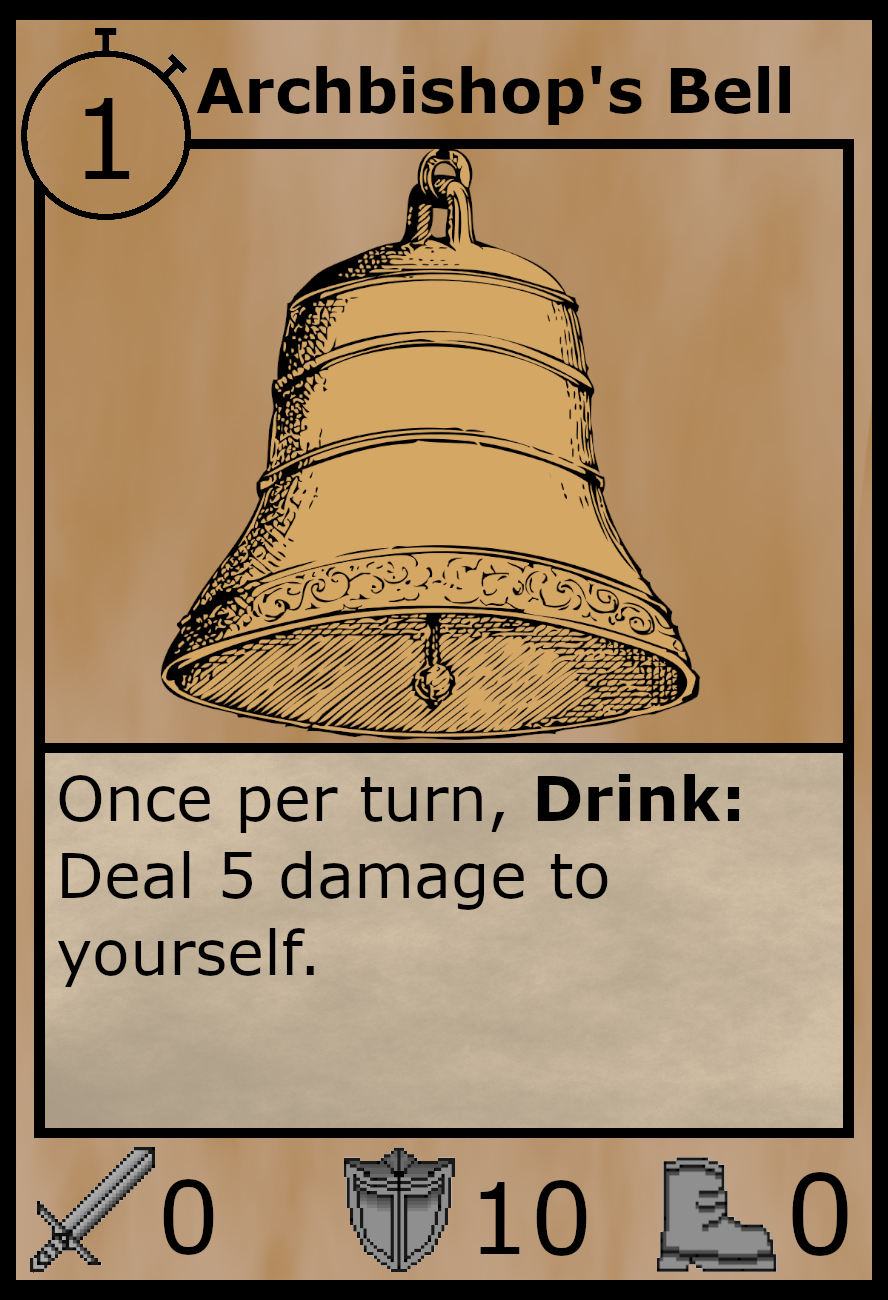 1
Archbishop's Bell
Once per turn, Drink:
Deal 5 damage to
yourself.
0 10 0